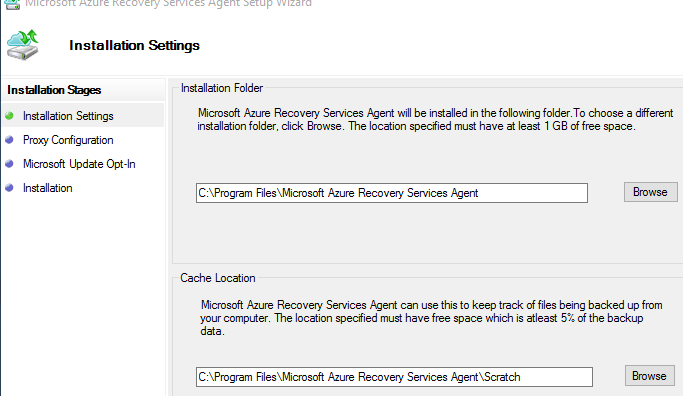 Microsoft Azure Recovery Services Agent Setup Wizard
Installation Settings
Installation Stages
Installation Settings
Proxy Configuration
Microsoft Update Opt-In
Installation
Installation Folder
Microsoft Azure Recovery Services Agent will be installed in the following folder.To choose a different
installation folder, click Browse. The location specified must have at least 1 GB of free space.
C:\Program Files\Microsoft Azure Recovery Services Agent
Browse
Cache Location
Microsoft Azure Recovery Services Agent can use this to keep track of files being backed up from
your computer. The location specified must have free space which is atleast 5% of the backup
data.
C:\Program Files\Microsoft Azure Recovery Services Agent\Scratch
Browse